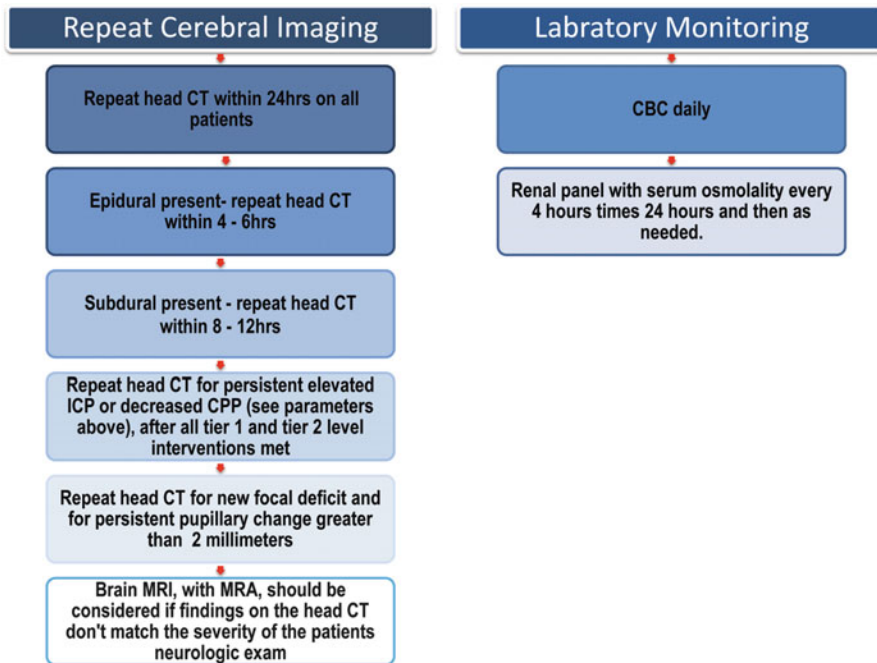 Repeat Cerebral Imaging
Repeat head CT within 24hrs on all
patients
Epidural present- repeat head CT
within 4 - 6hrs
Subdural present - repeat head CT
within 8 - 12hrs
Repeat head CT for persistent elevated
ICP or decreased CPP (see parameters
above), after all tier 1 and tier 2 level
interventions met
Repeat head CT for new focal deficit and
for persistent pupillary change greater
than 2 millimeters
Brain MRI, with MRA, should be
considered if findings on the head CT
don't match the severity of the patients
neurologic exam
Labratory Monitoring
CBC daily
Renal panel with serum osmolality every
4 hours times 24 hours and then as
needed.